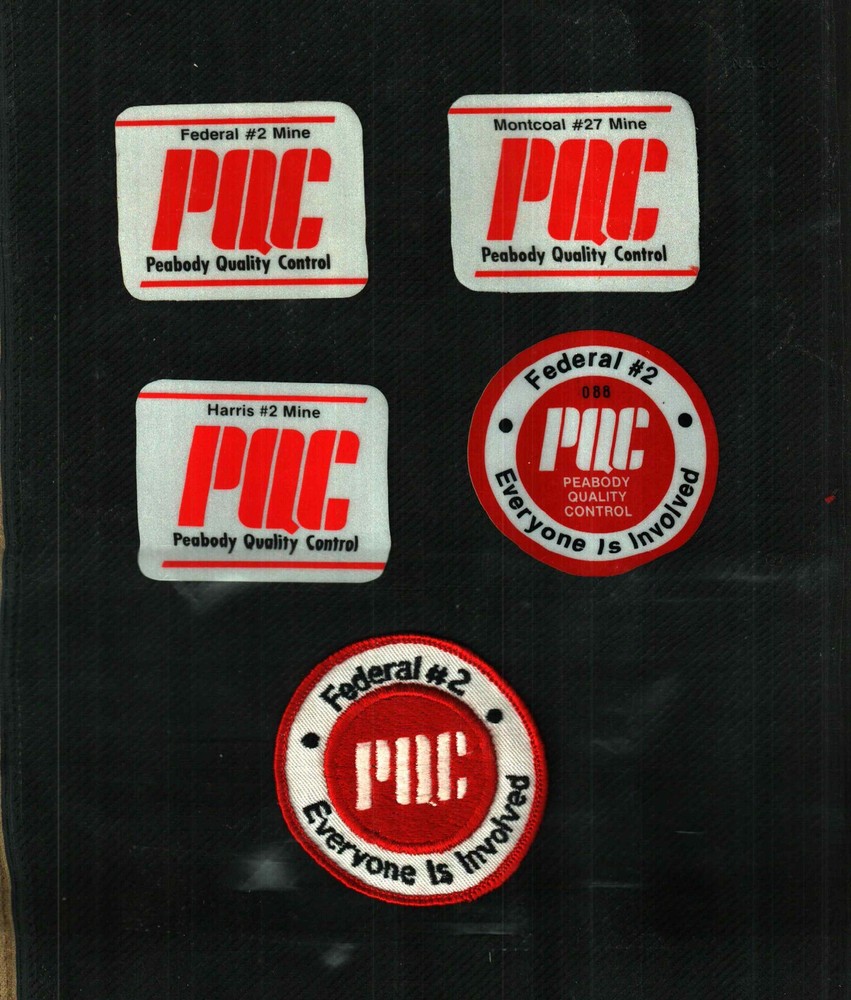 Federal #2 Mine
PQC
Peabody Quality Control
Montcoal #27 Mine
PQC
Peabody Quality Control
Harris #2 Mine
PQC
Peabody Quality Control
Federal #2
088
PQC
PEABODY
QUALITY
CONTROL
Everyone Is Involved
Federal #2
PQC
Everyone Is Involved